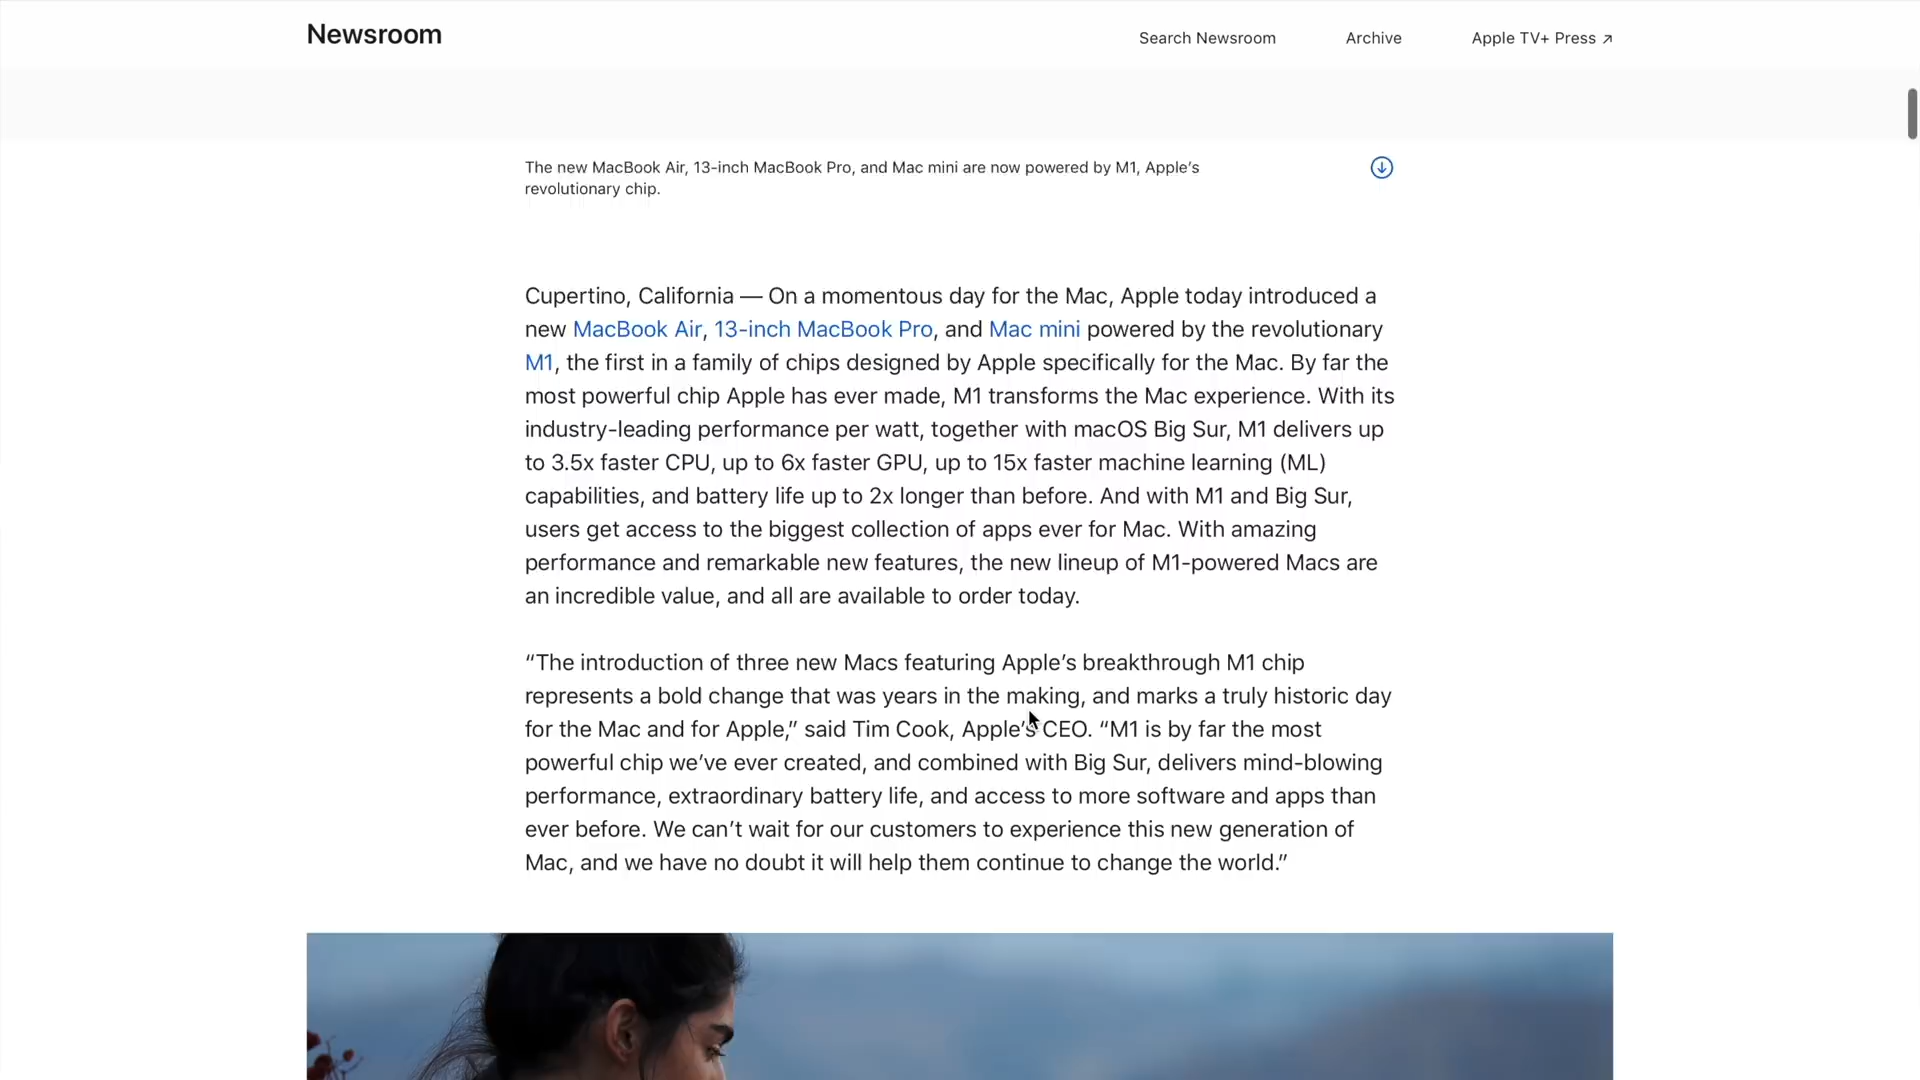 Newsroom
Search Newsroom
Archive
Apple TV+ Press ↗
The new MacBook Air, 13-inch MacBook Pro, and Mac mini are now powered by M1, Apple’s
revolutionary chip.
Cupertino, California — On a momentous day for the Mac, Apple today introduced a
new MacBook Air, 13-inch MacBook Pro, and Mac mini powered by the revolutionary
M1, the first in a family of chips designed by Apple specifically for the Mac. By far the
most powerful chip Apple has ever made, M1 transforms the Mac experience. With its
industry-leading performance per watt, together with macOS Big Sur, M1 delivers up
to 3.5x faster CPU, up to 6x faster GPU, up to 15x faster machine learning (ML)
capabilities, and battery life up to 2x longer than before. And with M1 and Big Sur,
users get access to the biggest collection of apps ever for Mac. With amazing
performance and remarkable new features, the new lineup of M1-powered Macs are
an incredible value, and all are available to order today.
“The introduction of three new Macs featuring Apple’s breakthrough M1 chip
represents a bold change that was years in the making, and marks a truly historic day
for the Mac and for Apple,” said Tim Cook, Apple’s CEO. “M1 is by far the most
powerful chip we’ve ever created, and combined with Big Sur, delivers mind-blowing
performance, extraordinary battery life, and access to more software and apps than
ever before. We can’t wait for our customers to experience this new generation of
Mac, and we have no doubt it will help them continue to change the world.”